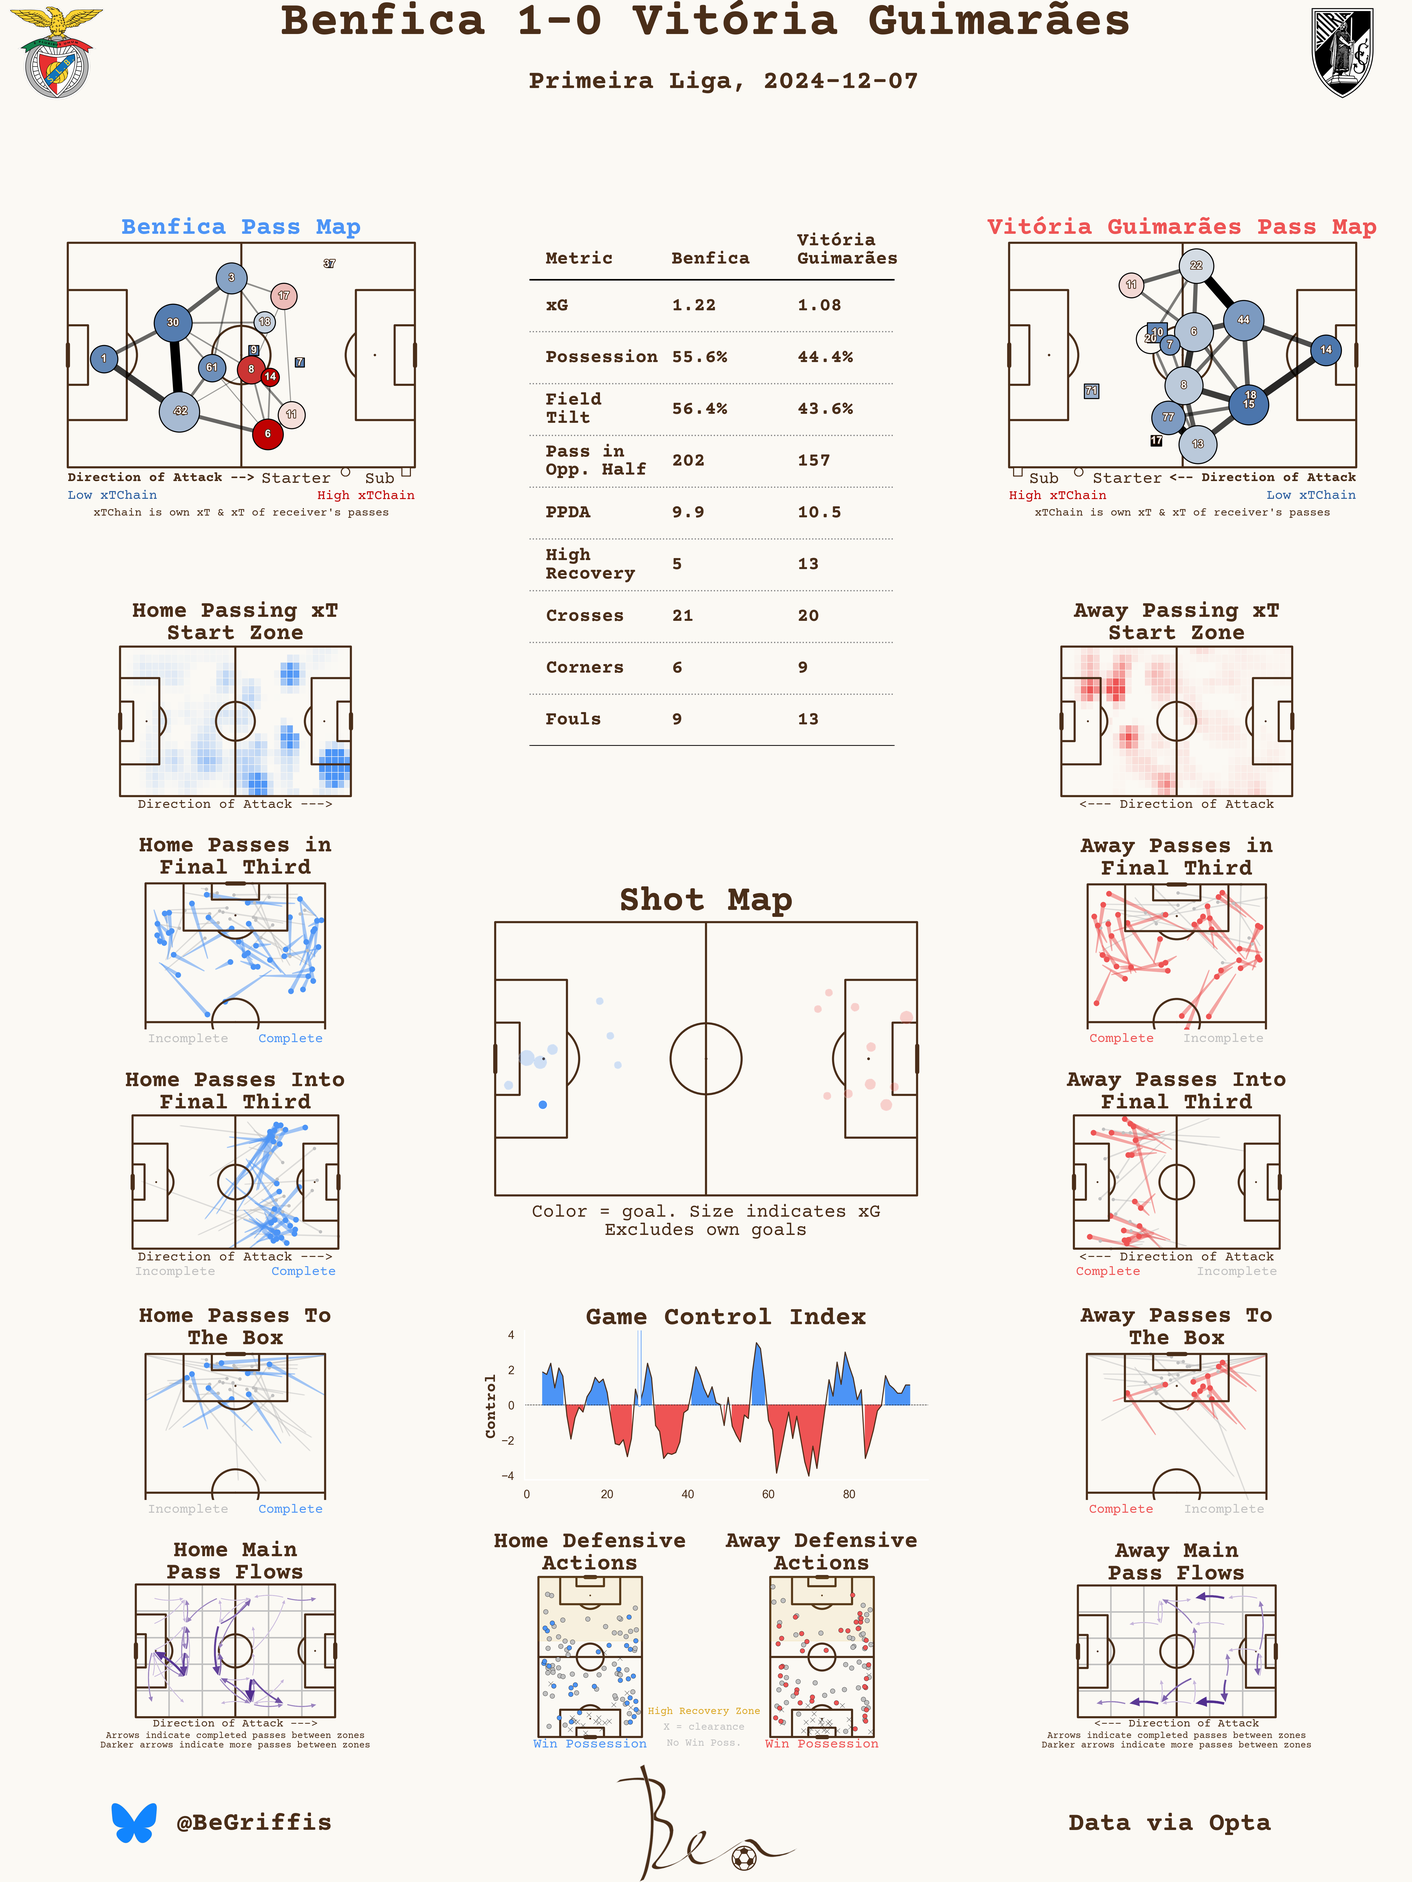 Benfica 1-0 Vitória Guimarães
Primeira Liga, 2024-12-07
Benfica Pass Map
3
37
17
30
18
1
9
61
8
7
14
32
11
6
Direction of Attack --> Starter Sub
Low xTChain High xTChain
xTChain is own xT & xT of receiver's passes
Metric Benfica Vitória Guimarães
xG 1.22 1.08
Possession 55.6% 44.4%
Field Tilt 56.4% 43.6%
Pass in Opp. Half 202 157
PPDA 9.9 10.5
High Recovery 5 13
Crosses 21 20
Corners 6 9
Fouls 9 13
Vitória Guimarães Pass Map
22
11
44
10
6
20
7
14
8
71
18
15
77
17
13
Sub Starter <-- Direction of Attack
High xTChain Low xTChain
xTChain is own xT & xT of receiver's passes
Home Passing xT
Start Zone
Direction of Attack --->
Away Passing xT
Start Zone
<--- Direction of Attack
Home Passes in
Final Third
Incomplete Complete
Away Passes in
Final Third
Complete Incomplete
Shot Map
Color = goal. Size indicates xG
Excludes own goals
Home Passes Into
Final Third
Direction of Attack --->
Incomplete Complete
Away Passes Into
Final Third
<--- Direction of Attack
Complete Incomplete
Home Passes To
The Box
Incomplete Complete
Game Control Index
Control
4
2
0
−2
−4
0 20 40 60 80
Away Passes To
The Box
Complete Incomplete
Home Main
Pass Flows
Direction of Attack --->
Arrows indicate completed passes between zones
Darker arrows indicate more passes between zones
Home Defensive
Actions
Win Possession
High Recovery Zone
X = clearance
No Win Poss.
Away Defensive
Actions
Win Possession
Away Main
Pass Flows
<--- Direction of Attack
Arrows indicate completed passes between zones
Darker arrows indicate more passes between zones
@BeGriffis
Ben
Data via Opta